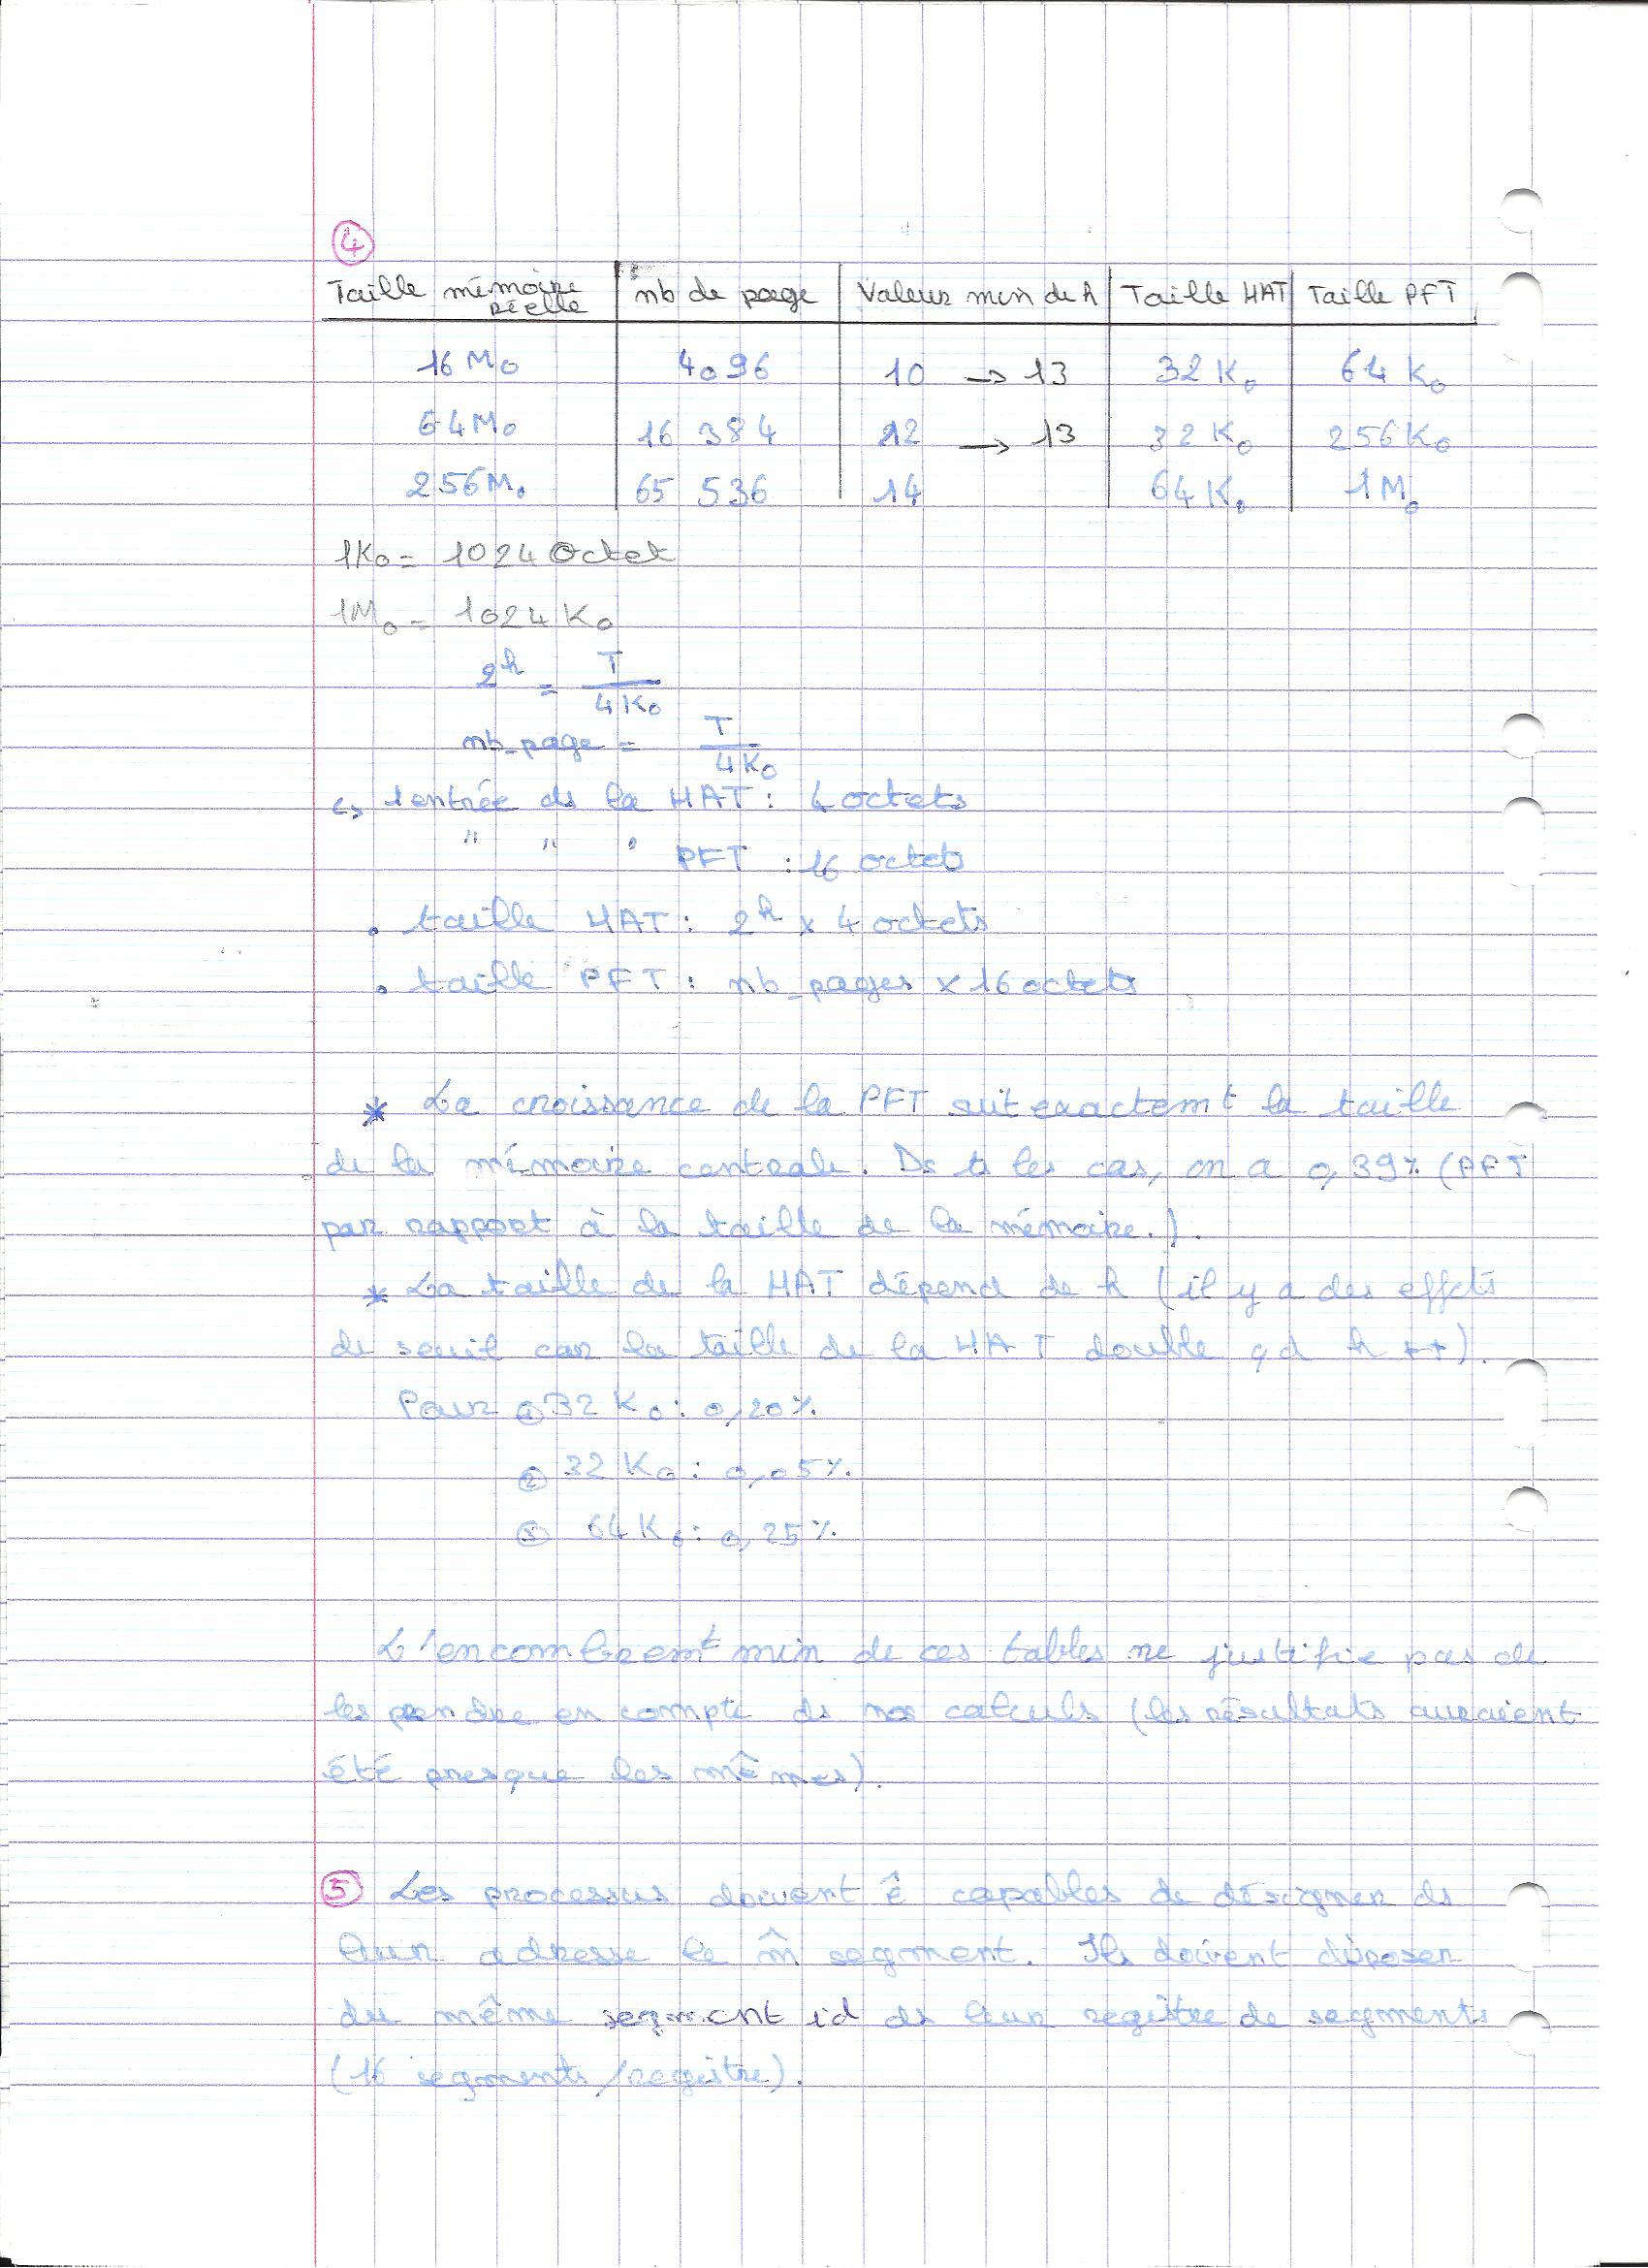 4
Taille mémoire réelle | nb de page | Valeur min de h | Taille HAT | Taille PFT
16 Mo | 4096 | 10 → 13 | 32 Ko | 64 Ko
64 Mo | 16 384 | 12 → 13 | 32 Ko | 256 Ko
256 Mo | 65 536 | 14 | 64 Ko | 1 Mo
1Ko = 1024 Octet
1Mo = 1024 Ko
2^h = T / 4 Ko
nb_page = T / 4 Ko
↳ 1 entrée ds la HAT : 4 octets
" " " PFT : 16 octets
• taille HAT : 2^h x 4 octets
• taille PFT : nb_pages x 16 octets
* La croissance de la PFT suit exactemt la taille
de la mémoire centrale. Ds ts les cas, on a 0,39% (PFT
par rapport à la taille de la mémoire.).
* La taille de la HAT dépend de h (il y a des effets
de seuil car la taille de la HAT double qd h ++).
Pour ① 32 Ko : 0,20%.
② 32 Ko : 0,05%.
③ 64 Ko : 0,25%.
L'encombremt min de ces tables ne justifie pas de
les prendre en compte ds nos calculs (les résultats auraient
été presque les mêmes).
5 Les processus doivent ê capables de désigner ds
leur adresse le m̂ segment. Ils doivent disposer
du même segment id ds leur registre de segments
(16 segments/registre).